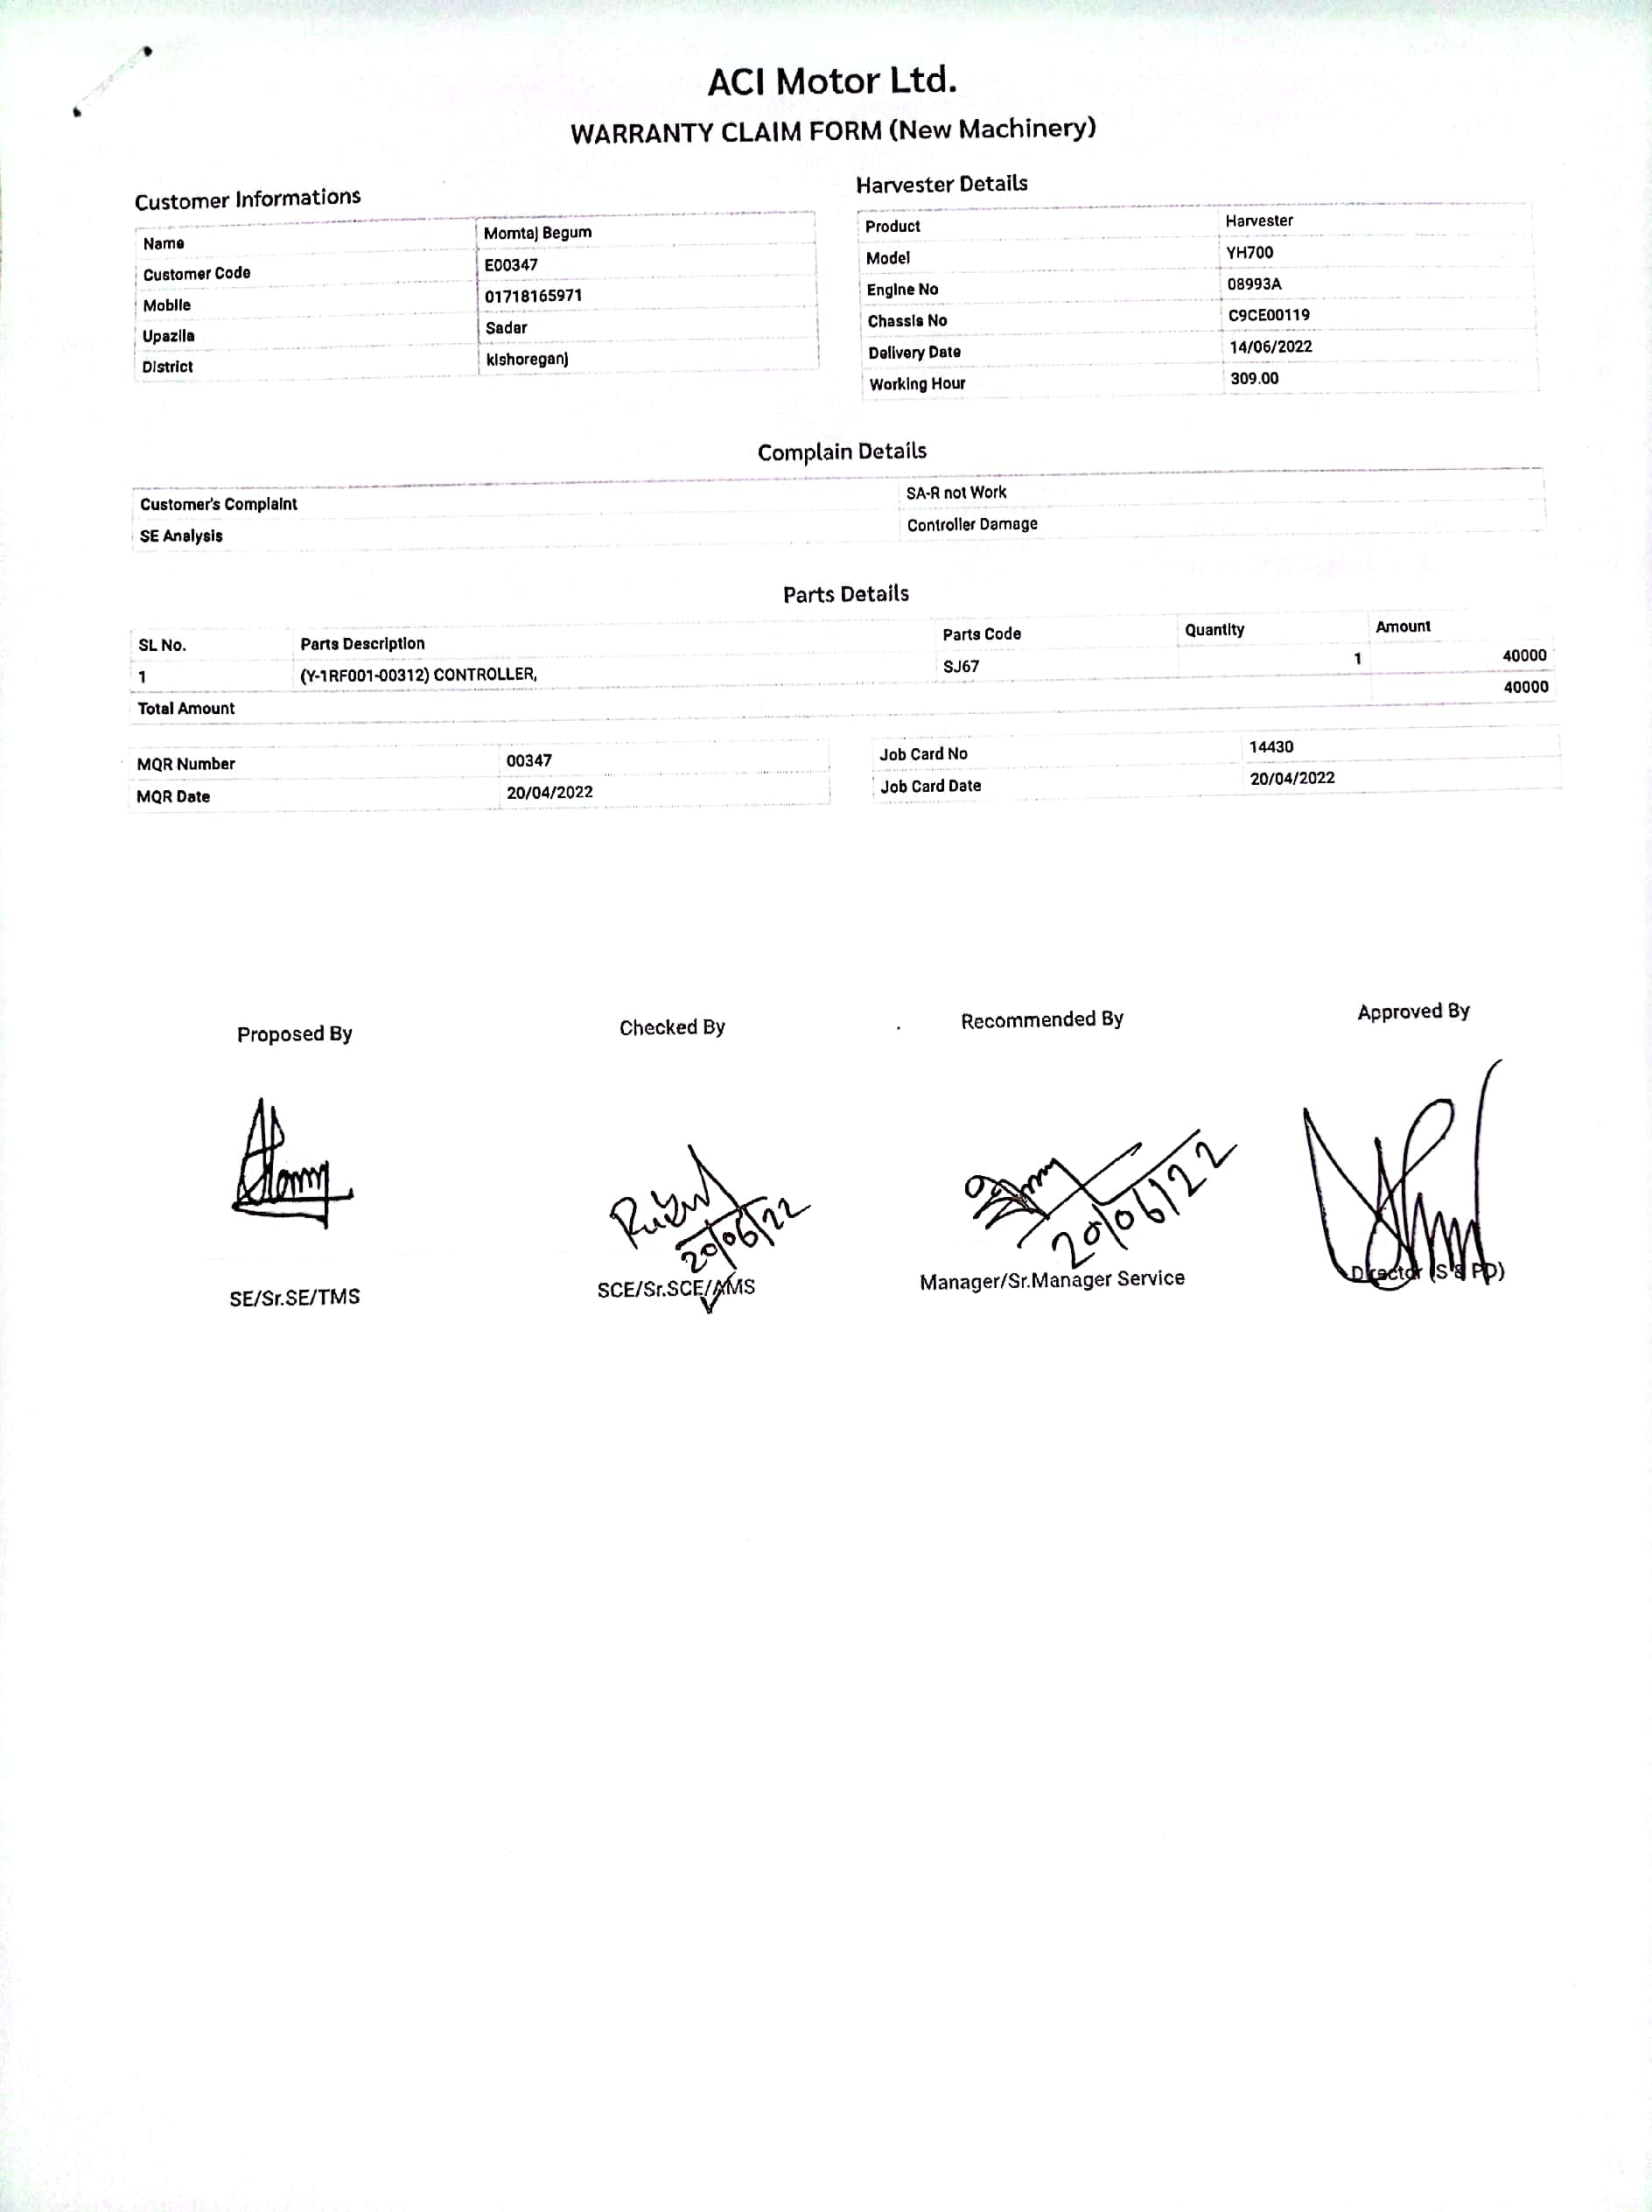 ACI Motor Ltd.
WARRANTY CLAIM FORM (New Machinery)
Customer Informations
Name Momtaj Begum
Customer Code E00347
Mobile 01718165971
Upazila Sadar
District kishoreganj
Harvester Details
Product Harvester
Model YH700
Engine No 08993A
Chassis No C9CE00119
Delivery Date 14/06/2022
Working Hour 309.00
Complain Details
Customer's Complaint SA-R not Work
SE Analysis Controller Damage
Parts Details
SL No. Parts Description Parts Code Quantity Amount
1 (Y-1RF001-00312) CONTROLLER, SJ67 1 40000
Total Amount 40000
MQR Number 00347
MQR Date 20/04/2022
Job Card No 14430
Job Card Date 20/04/2022
Proposed By Checked By Recommended By Approved By
20/06/22 20/06/22
SE/Sr.SE/TMS SCE/Sr.SCE/AMS Manager/Sr.Manager Service Director (S & PD)